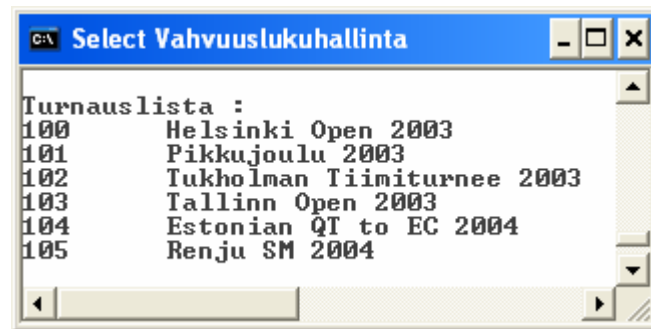 Select Vahvuuslukuhallinta
Turnauslista :
100 Helsinki Open 2003
101 Pikkujoulu 2003
102 Tukholman Tiimiturnee 2003
103 Tallinn Open 2003
104 Estonian QT to EC 2004
105 Renju SM 2004